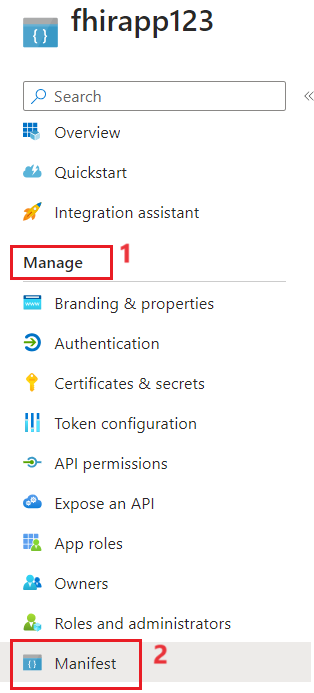 fhirapp123
Search
Overview
Quickstart
Integration assistant
Manage 1
Branding & properties
Authentication
Certificates & secrets
Token configuration
API permissions
Expose an API
App roles
Owners
Roles and administrators
Manifest 2